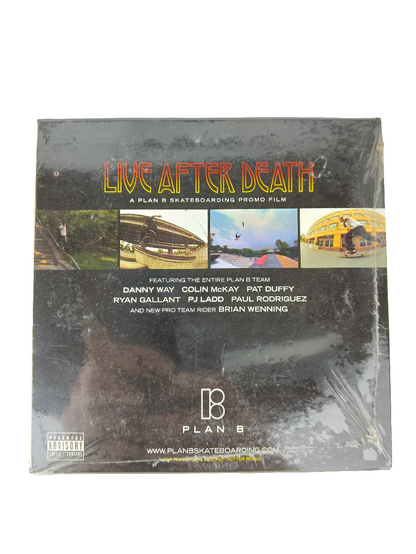 LIVE AFTER DEATH
A PLAN B SKATEBOARDING PROMO FILM
FEATURING THE ENTIRE PLAN B TEAM
DANNY WAY COLIN McKAY PAT DUFFY
RYAN GALLANT PJ LADD PAUL RODRIGUEZ
AND NEW PRO TEAM RIDER BRIAN WENNING
PLAN B
PARENTAL
ADVISORY
EXPLICIT CONTENT
WWW.PLANBSKATEBOARDING.COM